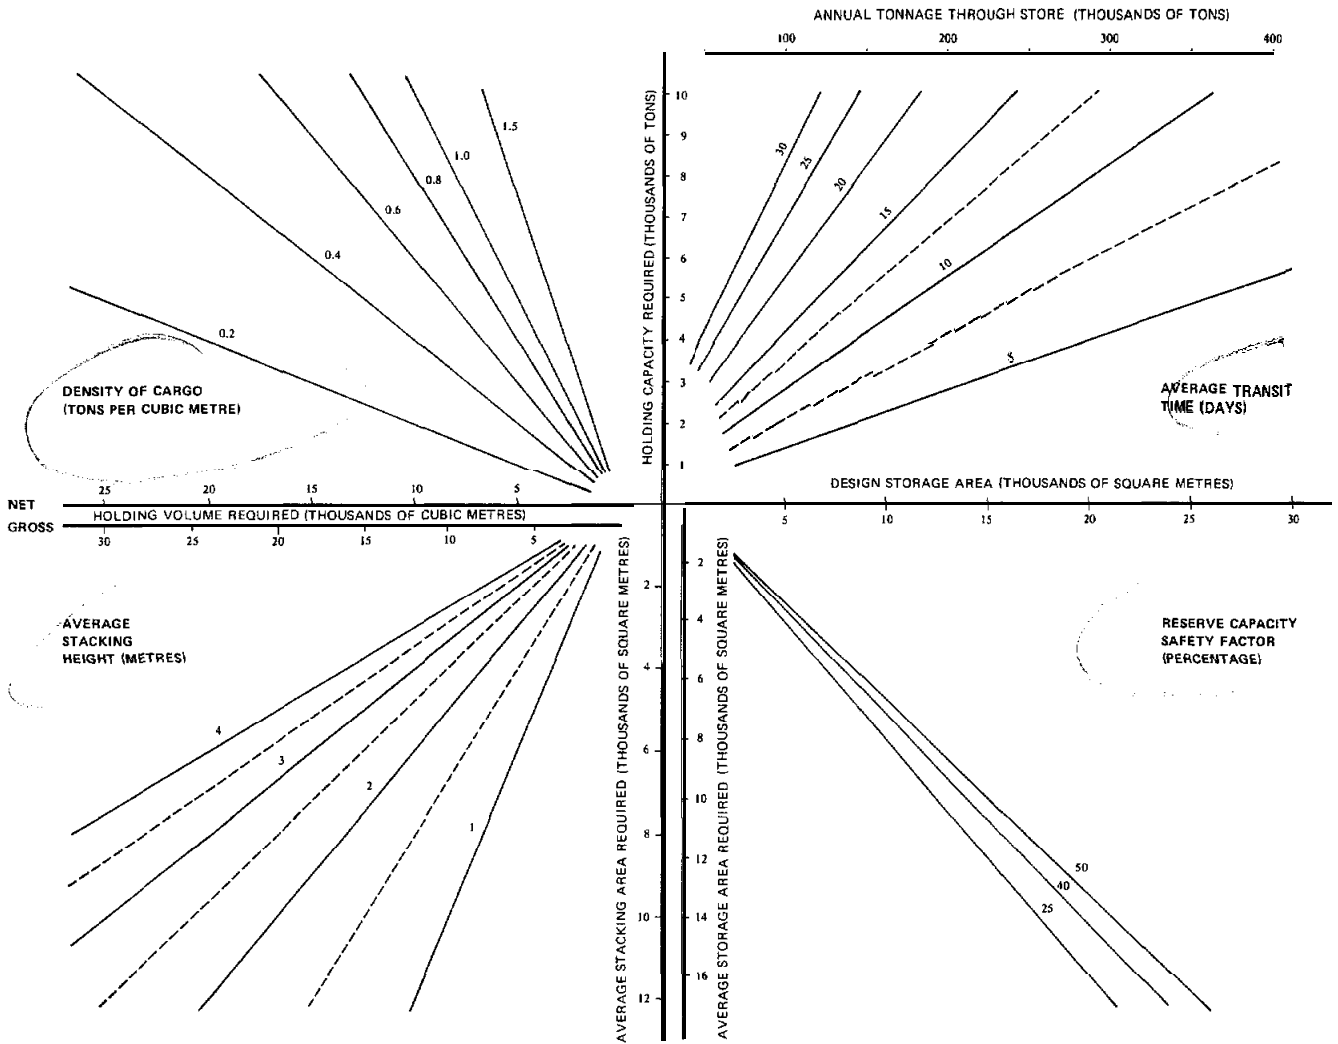 ANNUAL TONNAGE THROUGH STORE (THOUSANDS OF TONS)
100 200 300 400
HOLDING CAPACITY REQUIRED (THOUSANDS OF TONS)
10
9
8
7
6
5
4
3
2
1
1.5
1.0
0.8
0.6
0.4
0.2
30
25
20
15
10
5
DENSITY OF CARGO
(TONS PER CUBIC METRE)
AVERAGE TRANSIT
TIME (DAYS)
DESIGN STORAGE AREA (THOUSANDS OF SQUARE METRES)
5 10 15 20 25 30
NET
25 20 15 10 5
HOLDING VOLUME REQUIRED (THOUSANDS OF CUBIC METRES)
GROSS
30 25 20 15 10 5
AVERAGE
STACKING
HEIGHT (METRES)
4
3
2
1
AVERAGE STACKING AREA REQUIRED (THOUSANDS OF SQUARE METRES)
2
4
6
8
10
12
AVERAGE STORAGE AREA REQUIRED (THOUSANDS OF SQUARE METRES)
2
4
6
8
10
12
14
16
RESERVE CAPACITY
SAFETY FACTOR
(PERCENTAGE)
50
40
25